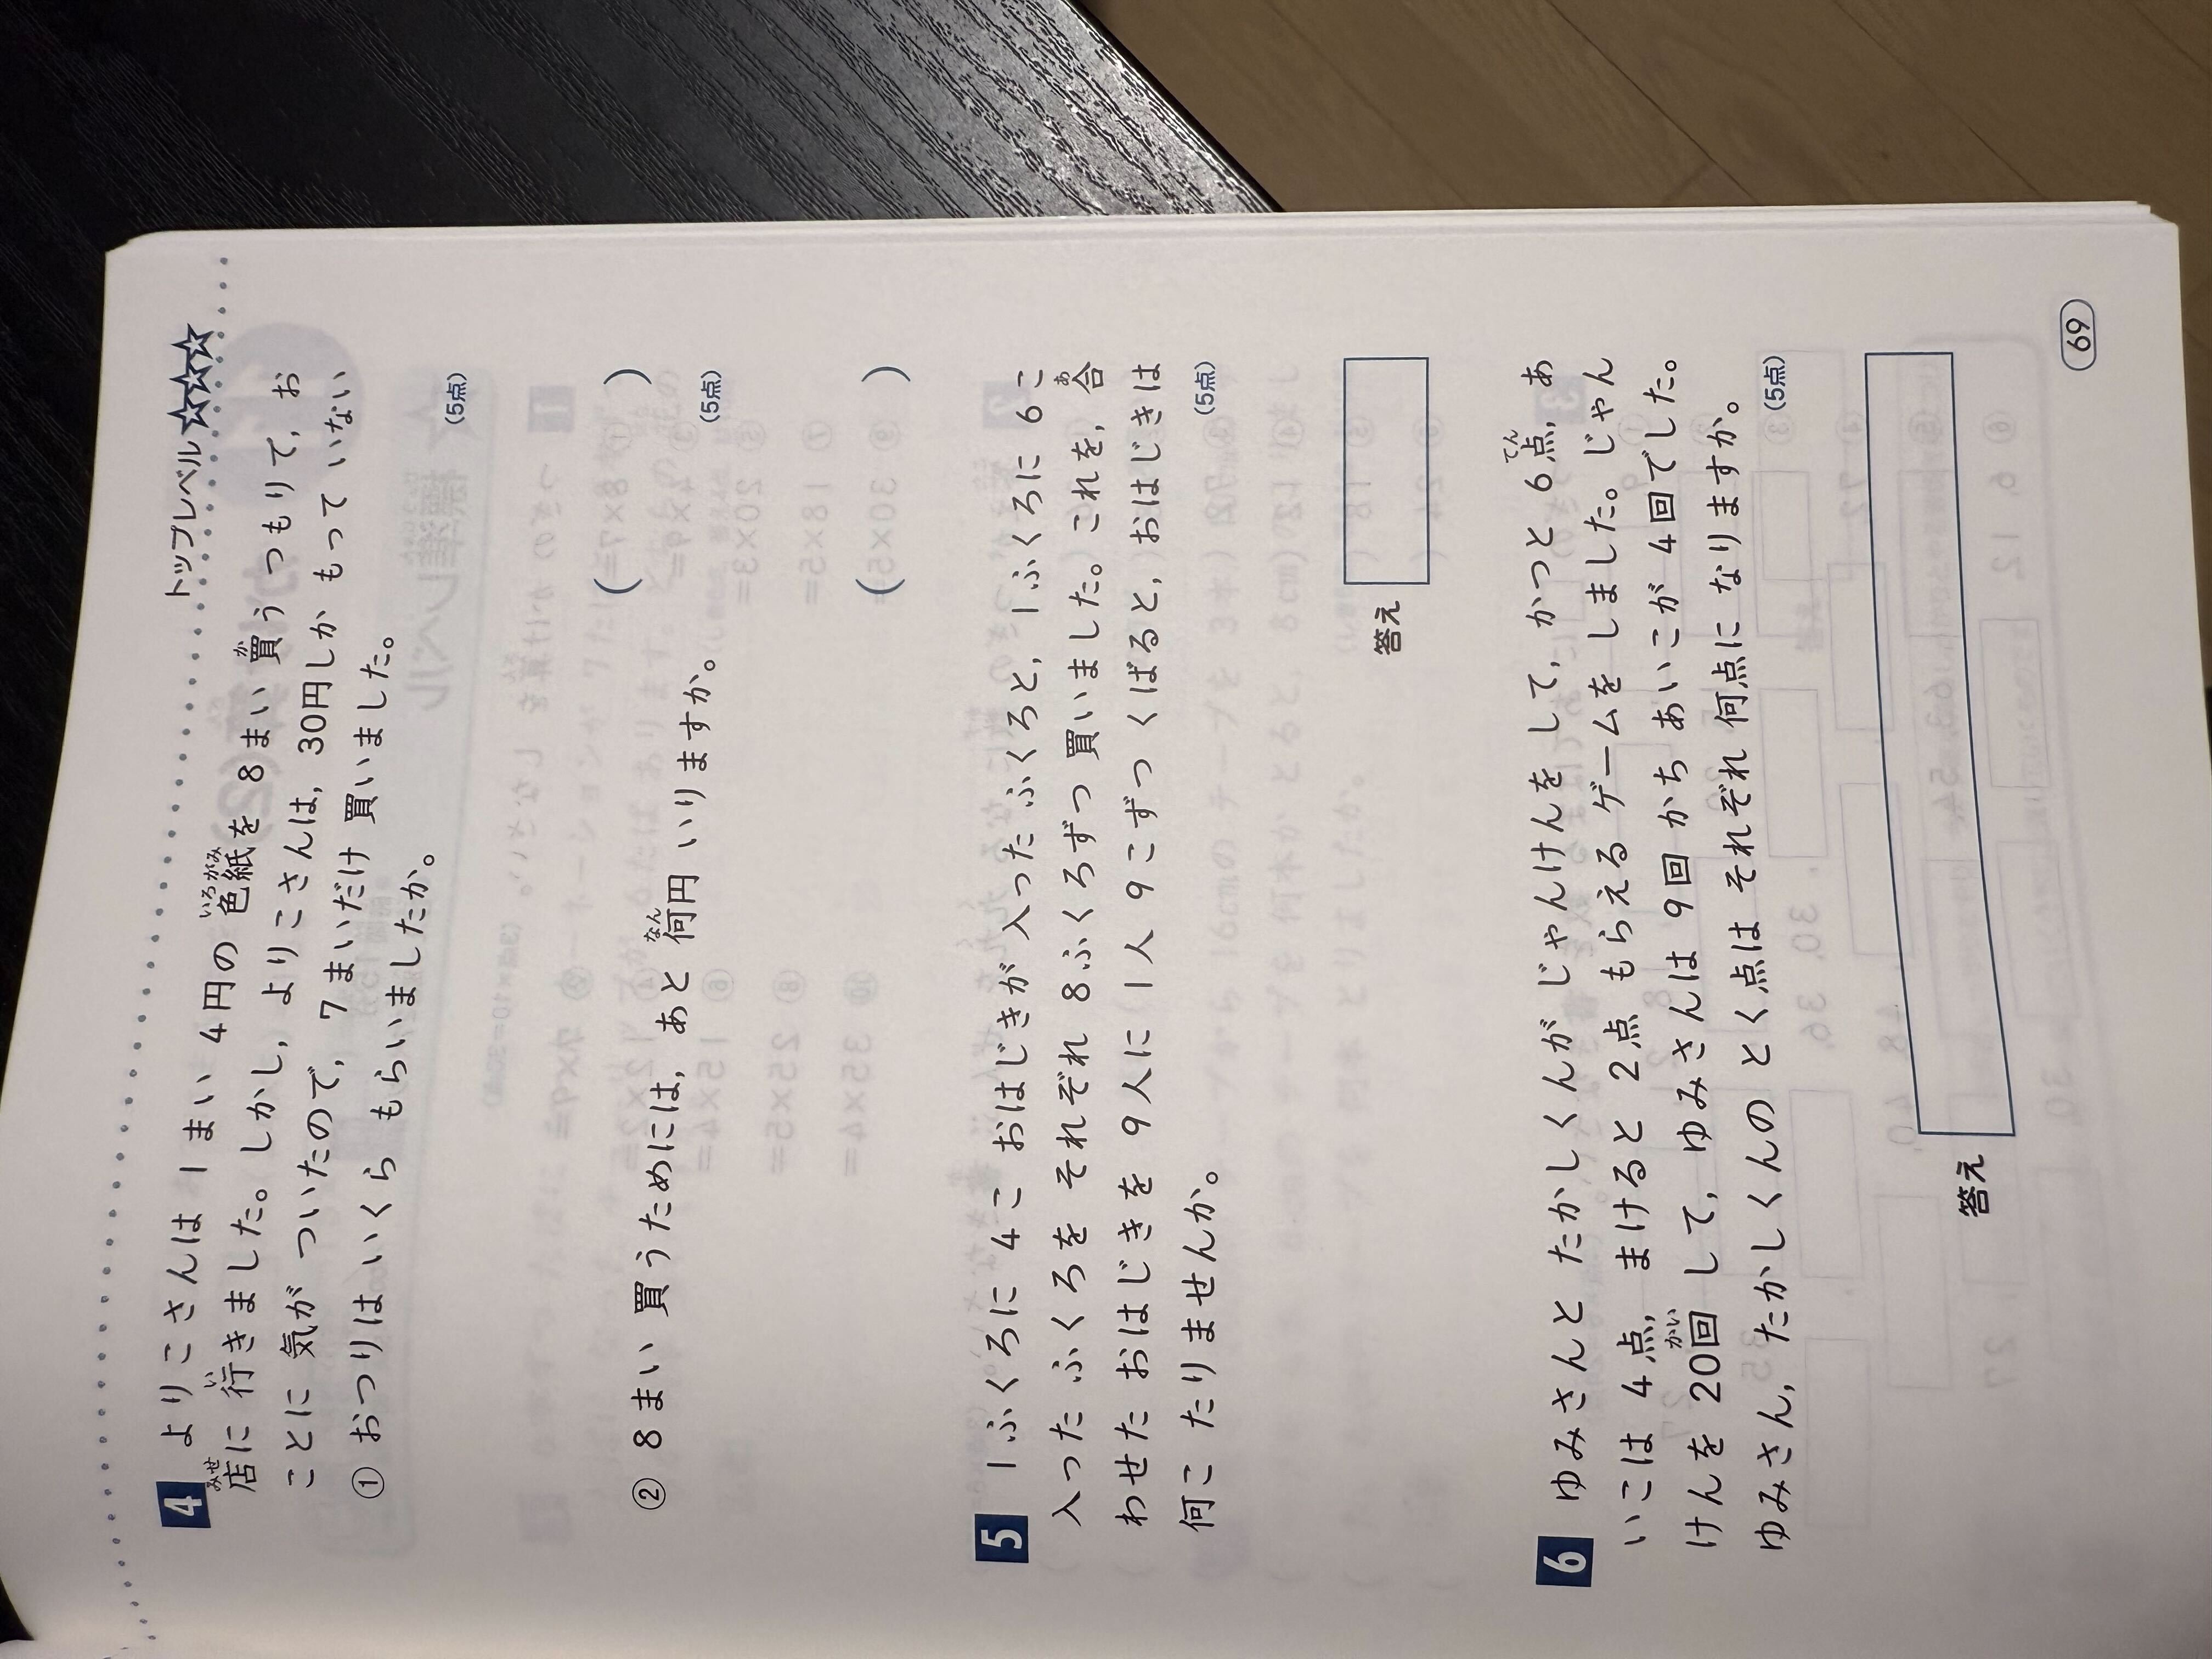 トップレベル☆☆☆
4 よりこさんは 1まい 4円の 色紙を 8まい 買う つもりで, お
店に 行きました。しかし, よりこさんは, 30円しか もって いない
ことに 気が ついたので, 7まいだけ 買いました。
① おつりは いくら もらいましたか。
(5点)
( )
② 8まい 買うためには, あと 何円 いりますか。
(5点)
( )
5 1ふくろに 4こ おはじきが 入った ふくろと, 1ふくろに 6こ
入った ふくろを それぞれ 8ふくろずつ 買いました。これを, 合
わせた おはじきを 9人に 1人 9こずつ くばると, おはじきは
何こ たりませんか。
(5点)
答え
6 ゆみさんと たかしくんが じゃんけんを して, かつと 6点, あ
いこは 4点, まけると 2点 もらえる ゲームを しました。じゃん
けんを 20回 して, ゆみさんは 9回 かち あいこが 4回でした。
ゆみさん, たかしくんの とく点は それぞれ 何点に なりますか。
(5点)
答え
69